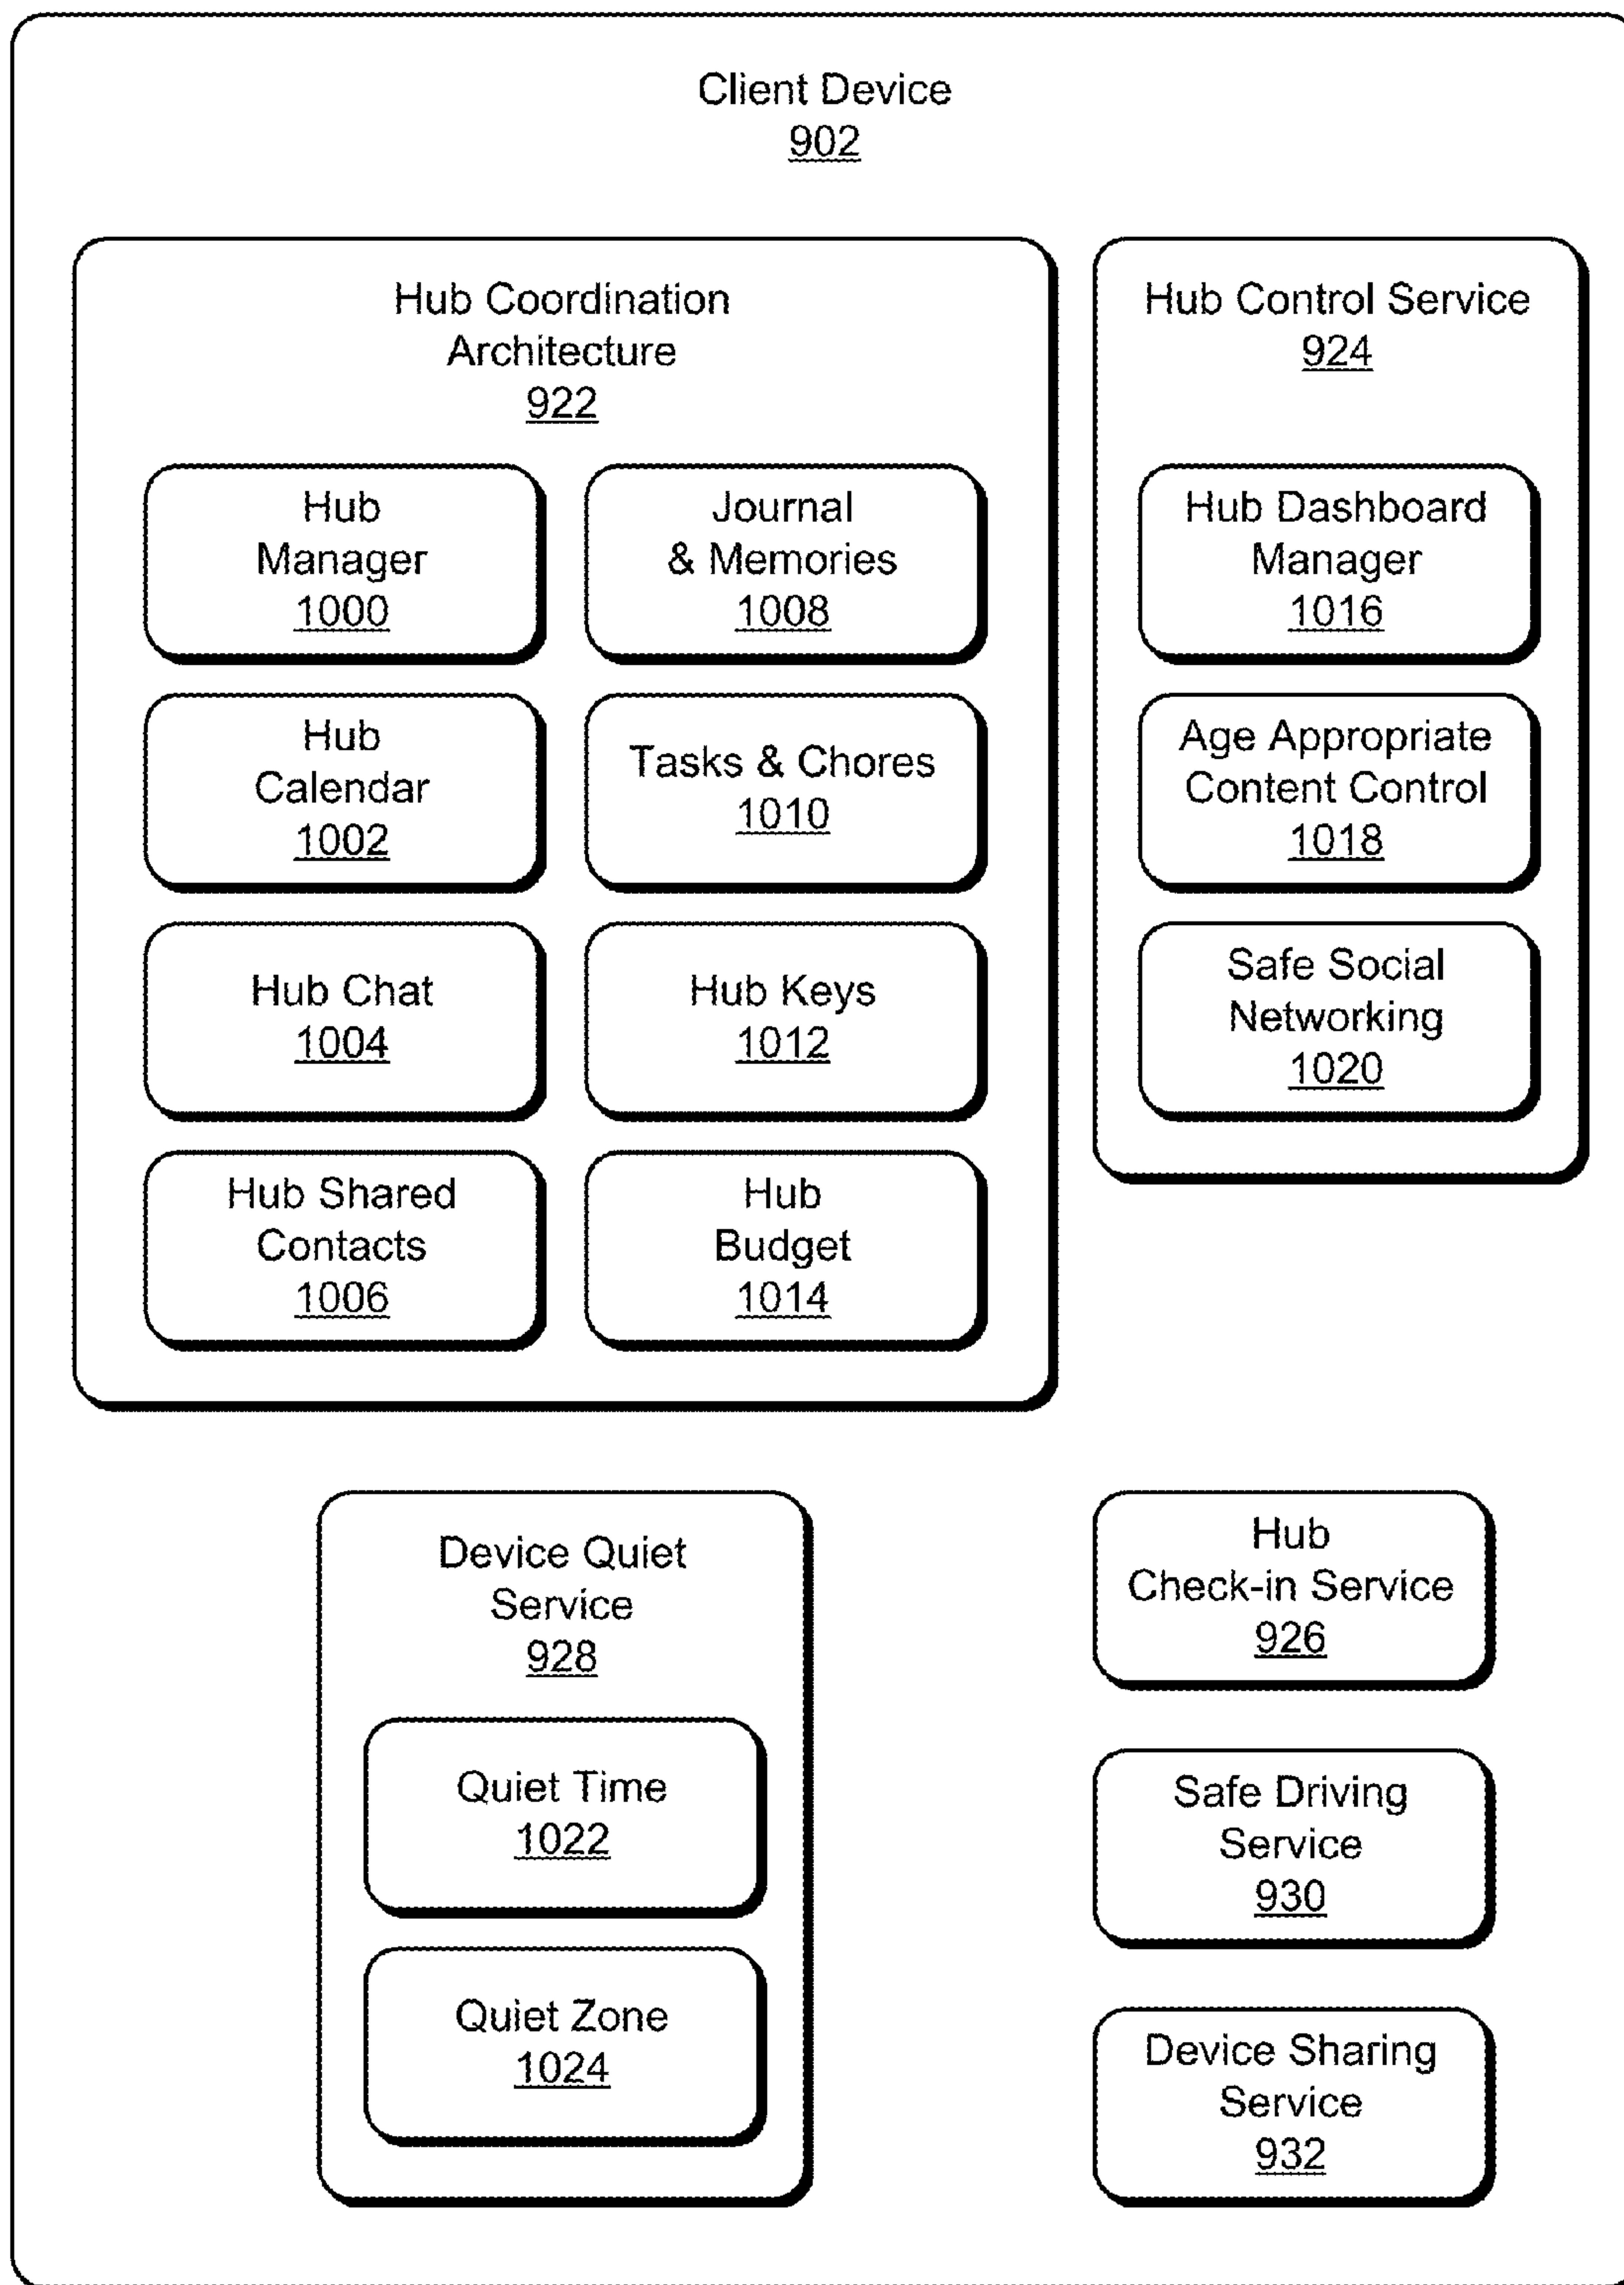 Client Device
902
Hub Coordination
Architecture
922
Hub
Manager
1000
Journal
& Memories
1008
Hub
Calendar
1002
Tasks & Chores
1010
Hub Chat
1004
Hub Keys
1012
Hub Shared
Contacts
1006
Hub
Budget
1014
Hub Control Service
924
Hub Dashboard
Manager
1016
Age Appropriate
Content Control
1018
Safe Social
Networking
1020
Device Quiet
Service
928
Quiet Time
1022
Quiet Zone
1024
Hub
Check-in Service
926
Safe Driving
Service
930
Device Sharing
Service
932